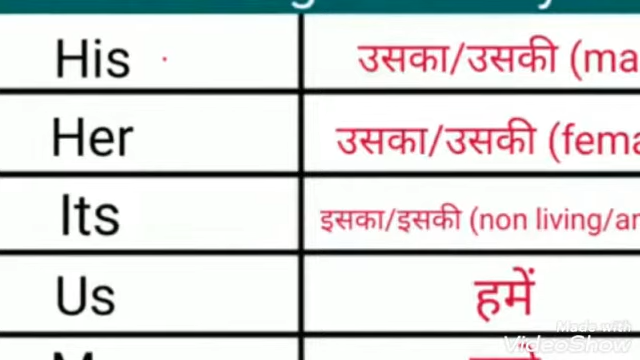 His उसका/उसकी (ma
Her उसका/उसकी (fema
Its इसका/इसकी (non living/an
Us हमें
Made with
VideoShow